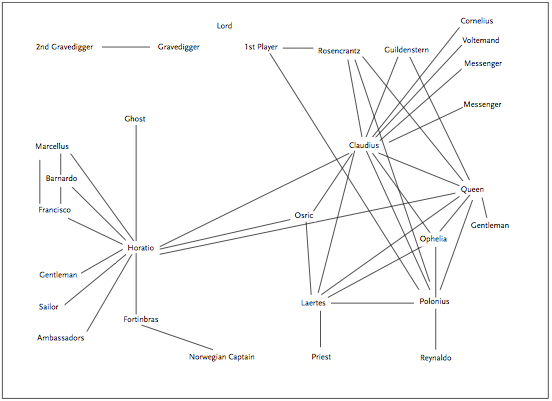 Lord
Cornelius
2nd Gravedigger
Gravedigger
1st Player
Rosencrantz
Guildenstern
Voltemand
Messenger
Messenger
Ghost
Marcellus
Claudius
Barnardo
Queen
Francisco
Osric
Gentleman
Ophelia
Horatio
Gentleman
Laertes
Polonius
Sailor
Fortinbras
Ambassadors
Norwegian Captain
Priest
Reynaldo